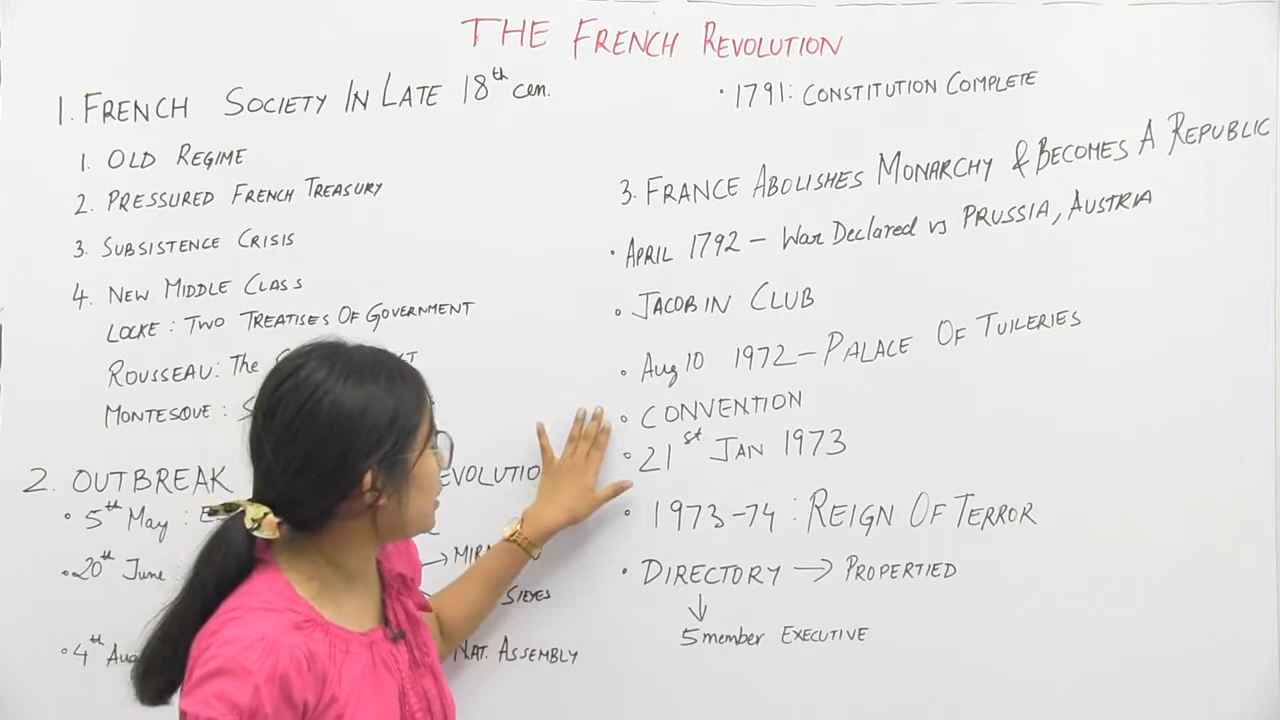 THE FRENCH REVOLUTION
1. FRENCH SOCIETY IN LATE 18th cen.
1. OLD REGIME
2. PRESSURED FRENCH TREASURY
3. SUBSISTENCE CRISIS
4. NEW MIDDLE CLASS
LOCKE : TWO TREATISES OF GOVERNMENT
ROUSSEAU: The
MONTESQUE :
2. OUTBREAK EVOLUTIO
• 5th May :
• 20th June → MIR
SIEYES
• 4th Aug NAT. ASSEMBLY
• 1791: CONSTITUTION COMPLETE
3. FRANCE ABOLISHES MONARCHY & BECOMES A REPUBLIC
• APRIL 1792 – War Declared vs PRUSSIA, AUSTRIA
• JACOBIN CLUB
• Aug 10 1972 – PALACE OF TUILERIES
• CONVENTION
• 21st JAN 1973
• 1973-74 : REIGN OF TERROR
• DIRECTORY → PROPERTIED
↓
5 member EXECUTIVE